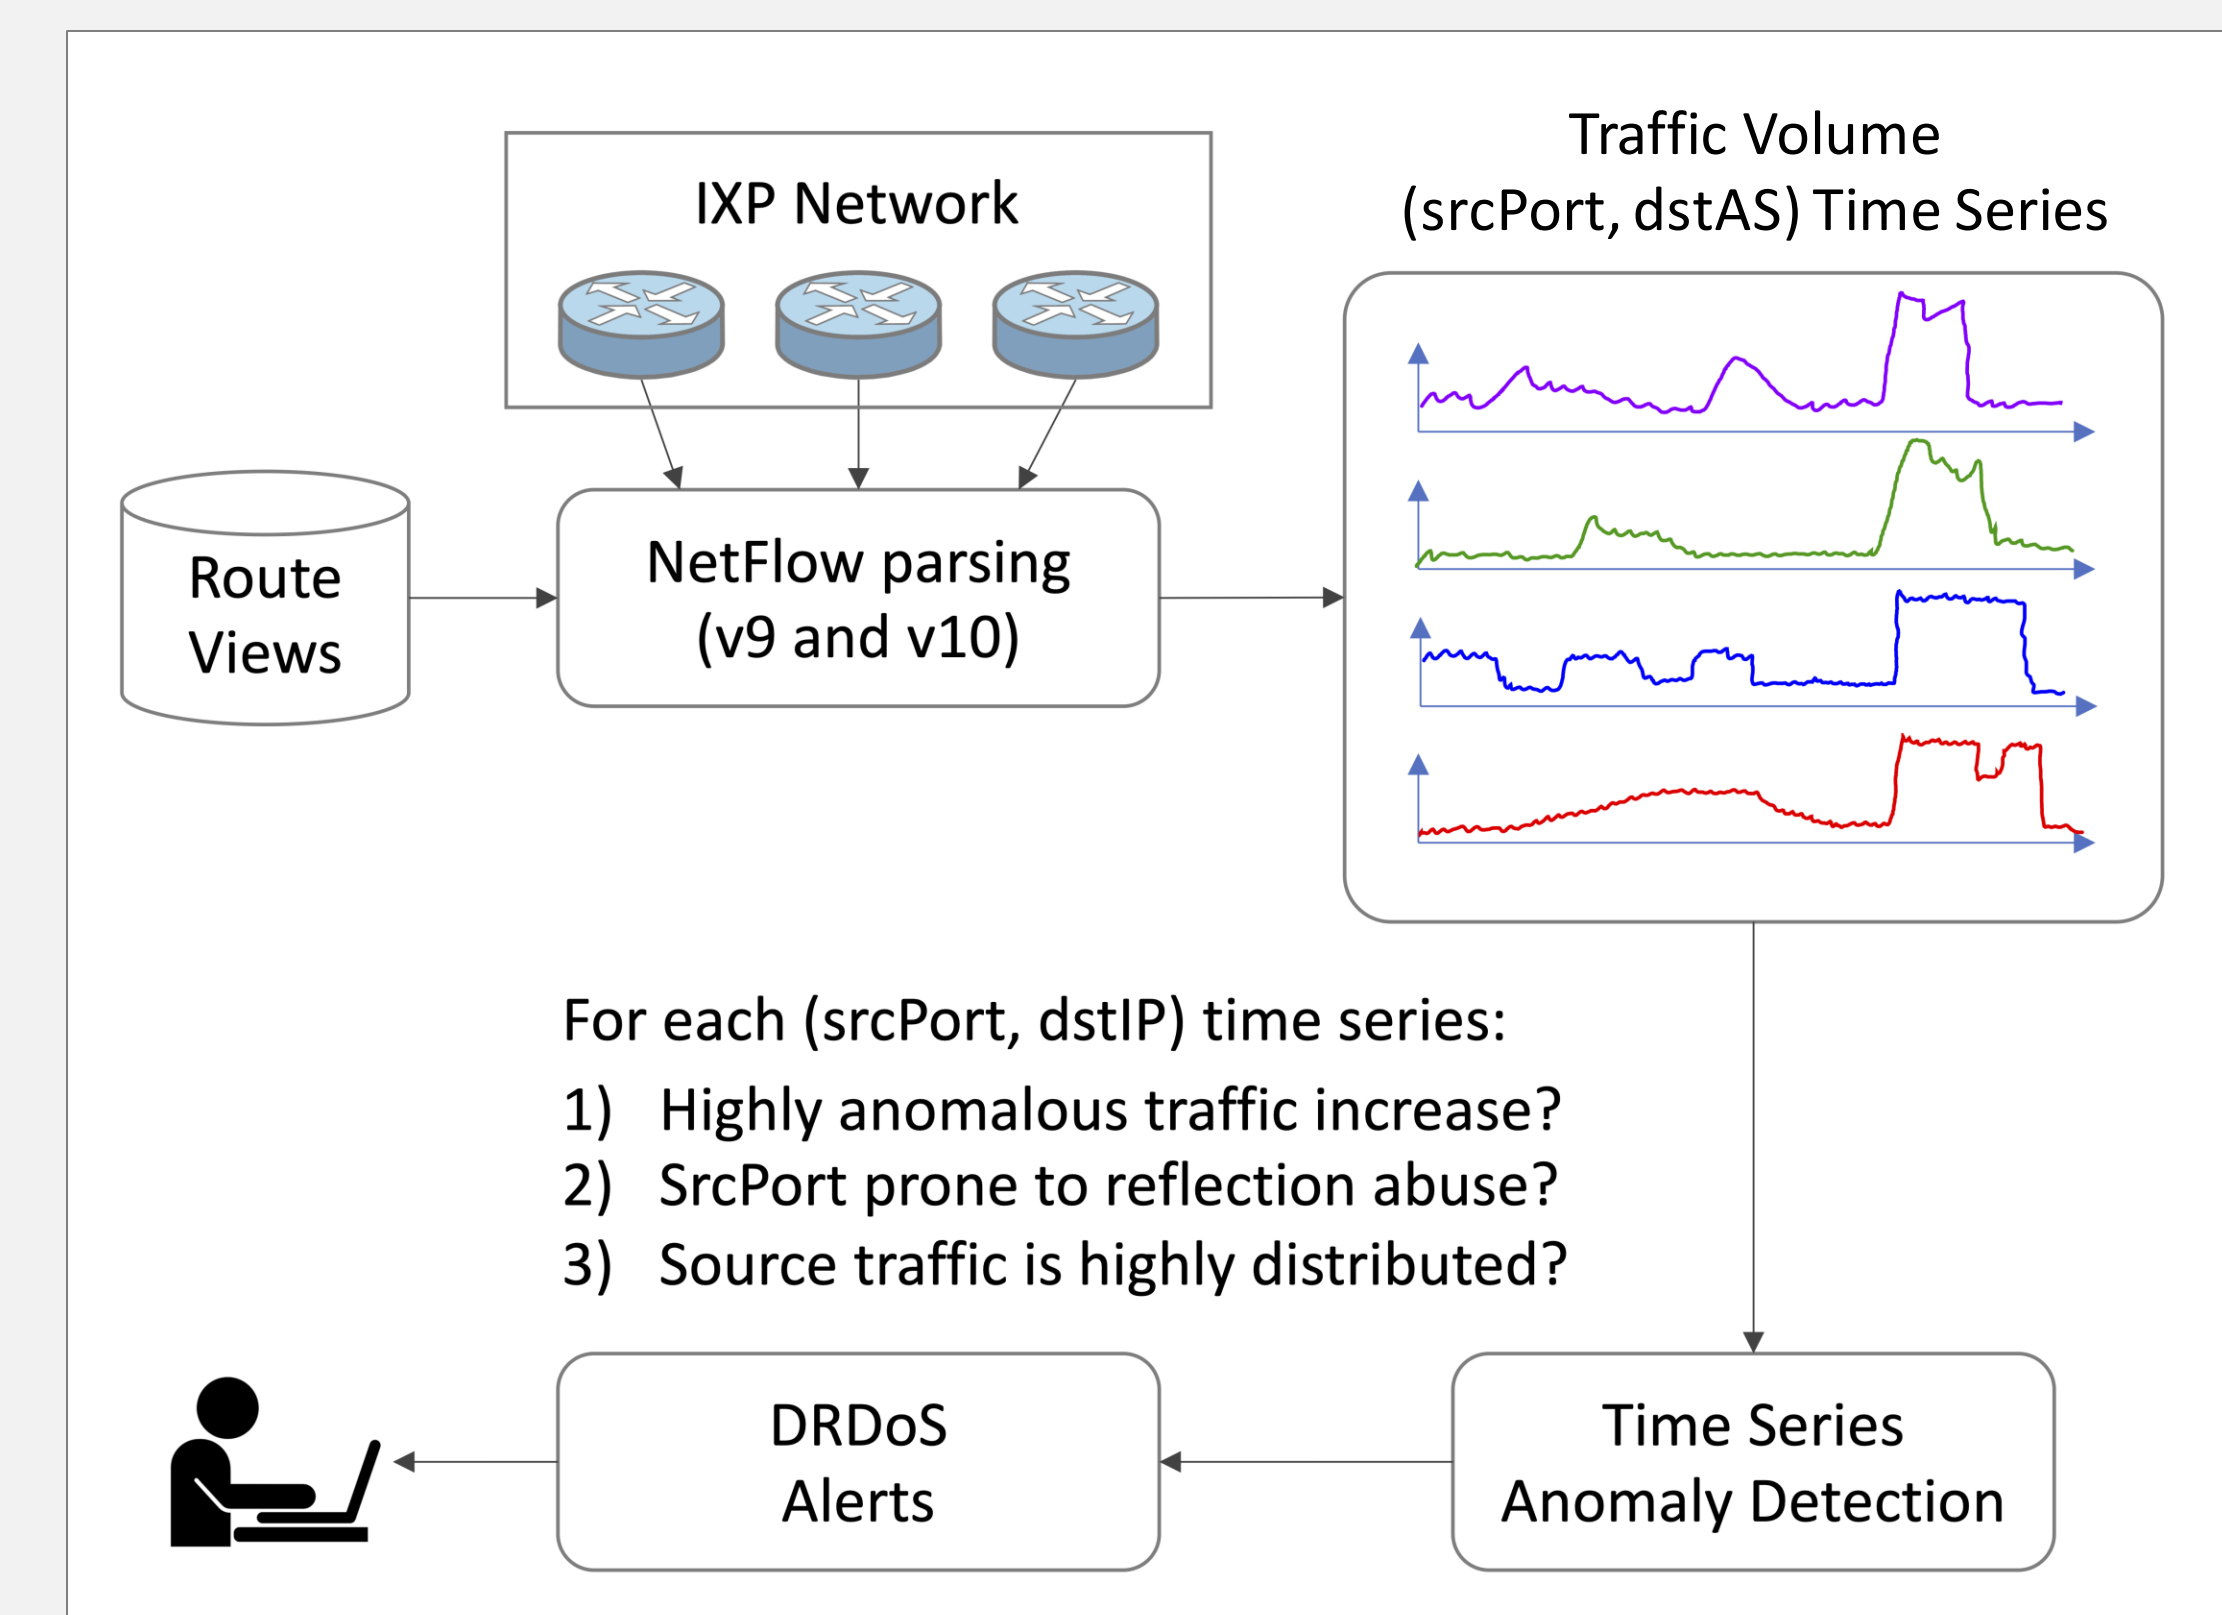 IXP Network
Traffic Volume
(srcPort, dstAS) Time Series
Route
Views
NetFlow parsing
(v9 and v10)
For each (srcPort, dstIP) time series:
1) Highly anomalous traffic increase?
2) SrcPort prone to reflection abuse?
3) Source traffic is highly distributed?
DRDoS
Alerts
Time Series
Anomaly Detection